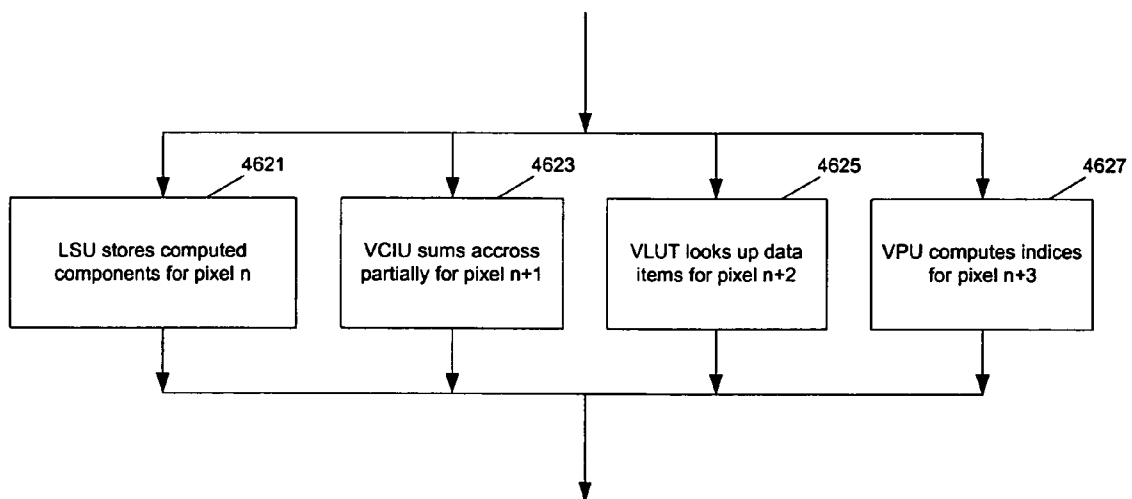 4621
4623
4625
4627
LSU stores computed
components for pixel n
VCIU sums accross
partially for pixel n+1
VLUT looks up data
items for pixel n+2
VPU computes indices
for pixel n+3